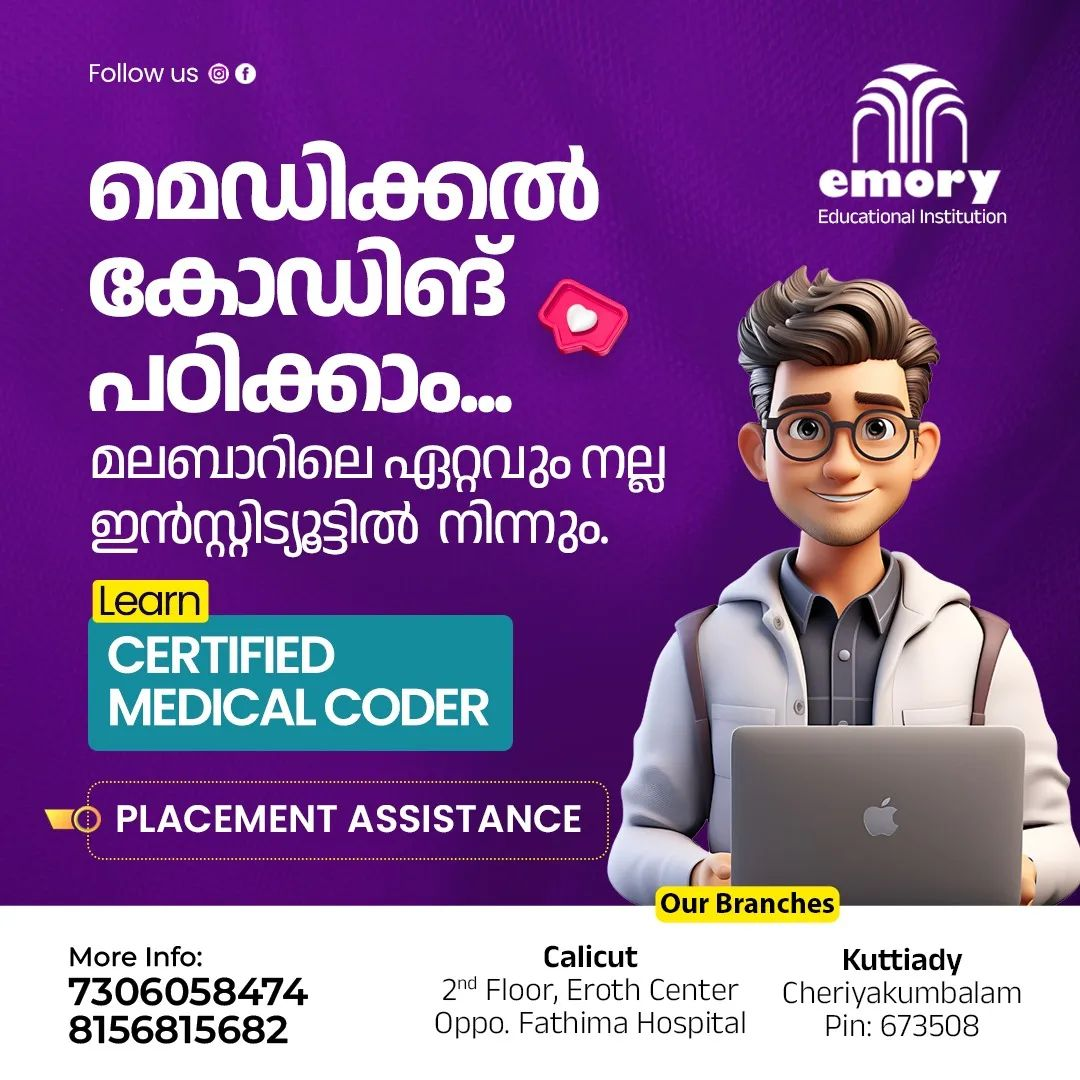 Follow us
emory
Educational Institution
മെഡിക്കൽ
കോഡിങ്
പഠിക്കാം...
മലബാറിലെ ഏറ്റവും നല്ല
ഇൻസ്റ്റിട്യൂട്ടിൽ നിന്നും.
Learn
CERTIFIED
MEDICAL CODER
PLACEMENT ASSISTANCE
Our Branches
More Info:
7306058474
8156815682
Calicut
2nd Floor, Eroth Center
Oppo. Fathima Hospital
Kuttiady
Cheriyakumbalam
Pin: 673508